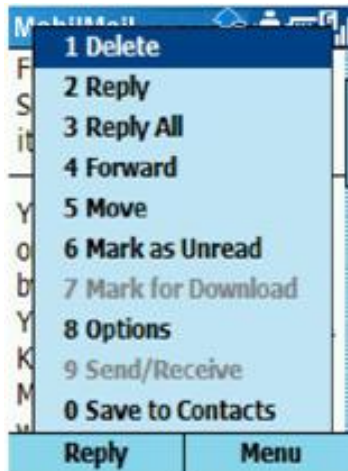 MobilMail
1 Delete
2 Reply
3 Reply All
4 Forward
5 Move
6 Mark as Unread
7 Mark for Download
8 Options
9 Send/Receive
0 Save to Contacts
Reply Menu